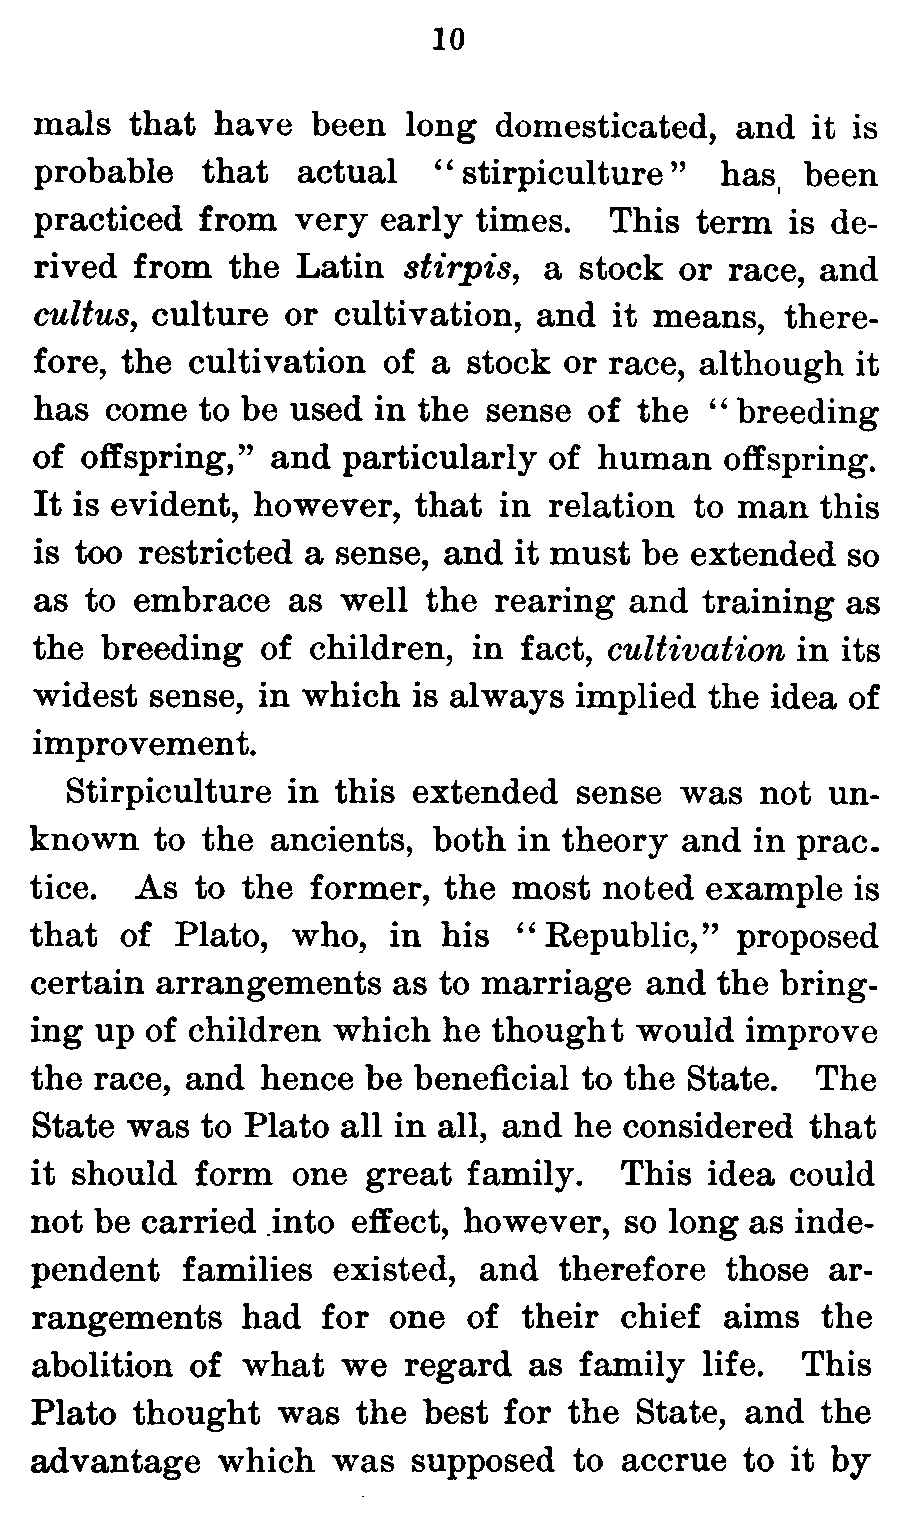 10
mals that have been long domesticated, and it is
probable that actual “stirpiculture” has been
practiced from very early times. This term is de-
rived from the Latin stirpis, a stock or race, and
cultus, culture or cultivation, and it means, there-
fore, the cultivation of a stock or race, although it
has come to be used in the sense of the “breeding
of offspring,” and particularly of human offspring.
It is evident, however, that in relation to man this
is too restricted a sense, and it must be extended so
as to embrace as well the rearing and training as
the breeding of children, in fact, cultivation in its
widest sense, in which is always implied the idea of
improvement.
Stirpiculture in this extended sense was not un-
known to the ancients, both in theory and in prac-
tice. As to the former, the most noted example is
that of Plato, who, in his “Republic,” proposed
certain arrangements as to marriage and the bring-
ing up of children which he thought would improve
the race, and hence be beneficial to the State. The
State was to Plato all in all, and he considered that
it should form one great family. This idea could
not be carried into effect, however, so long as inde-
pendent families existed, and therefore those ar-
rangements had for one of their chief aims the
abolition of what we regard as family life. This
Plato thought was the best for the State, and the
advantage which was supposed to accrue to it by